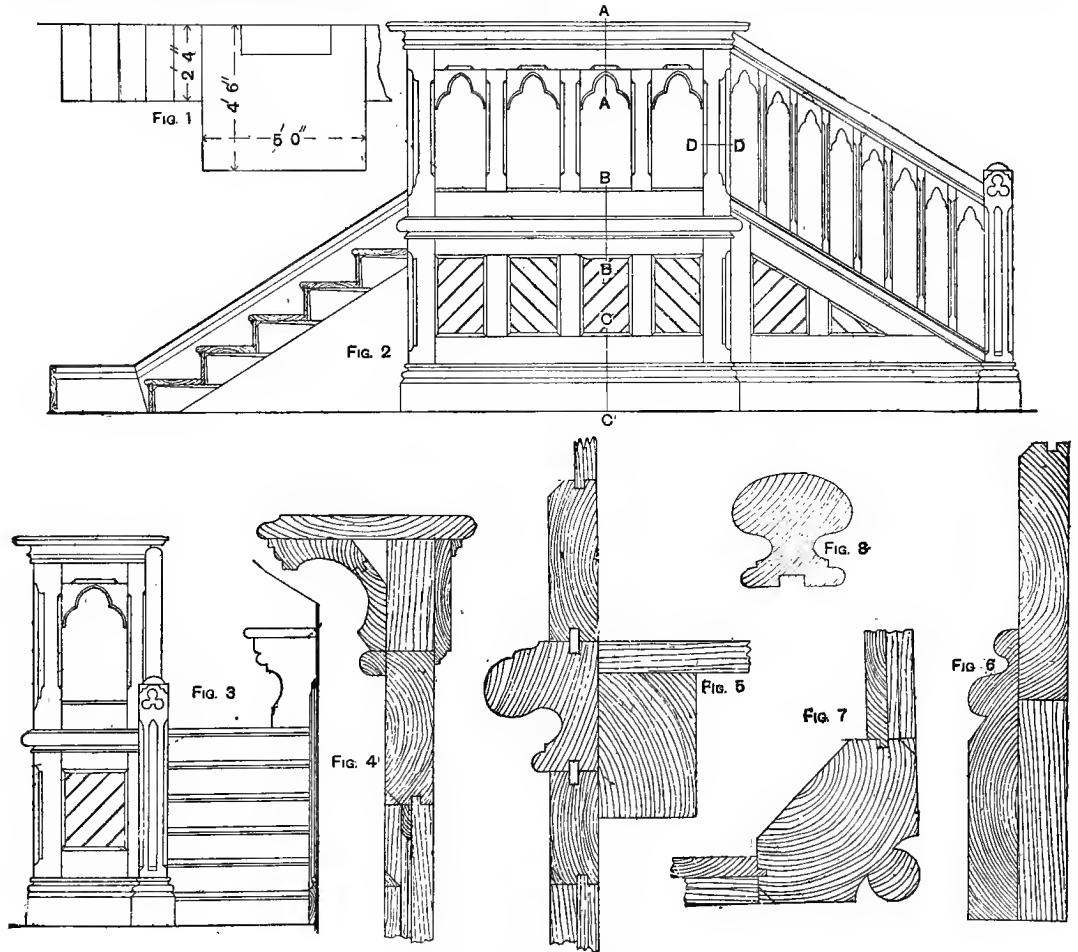 A
2' 4"
4' 6"
FIG. 1
5' 0"
A
D D
B
B
C
FIG. 2
C'
FIG. 3
FIG. 4
FIG. 5
FIG. 8
FIG. 6
FIG. 7